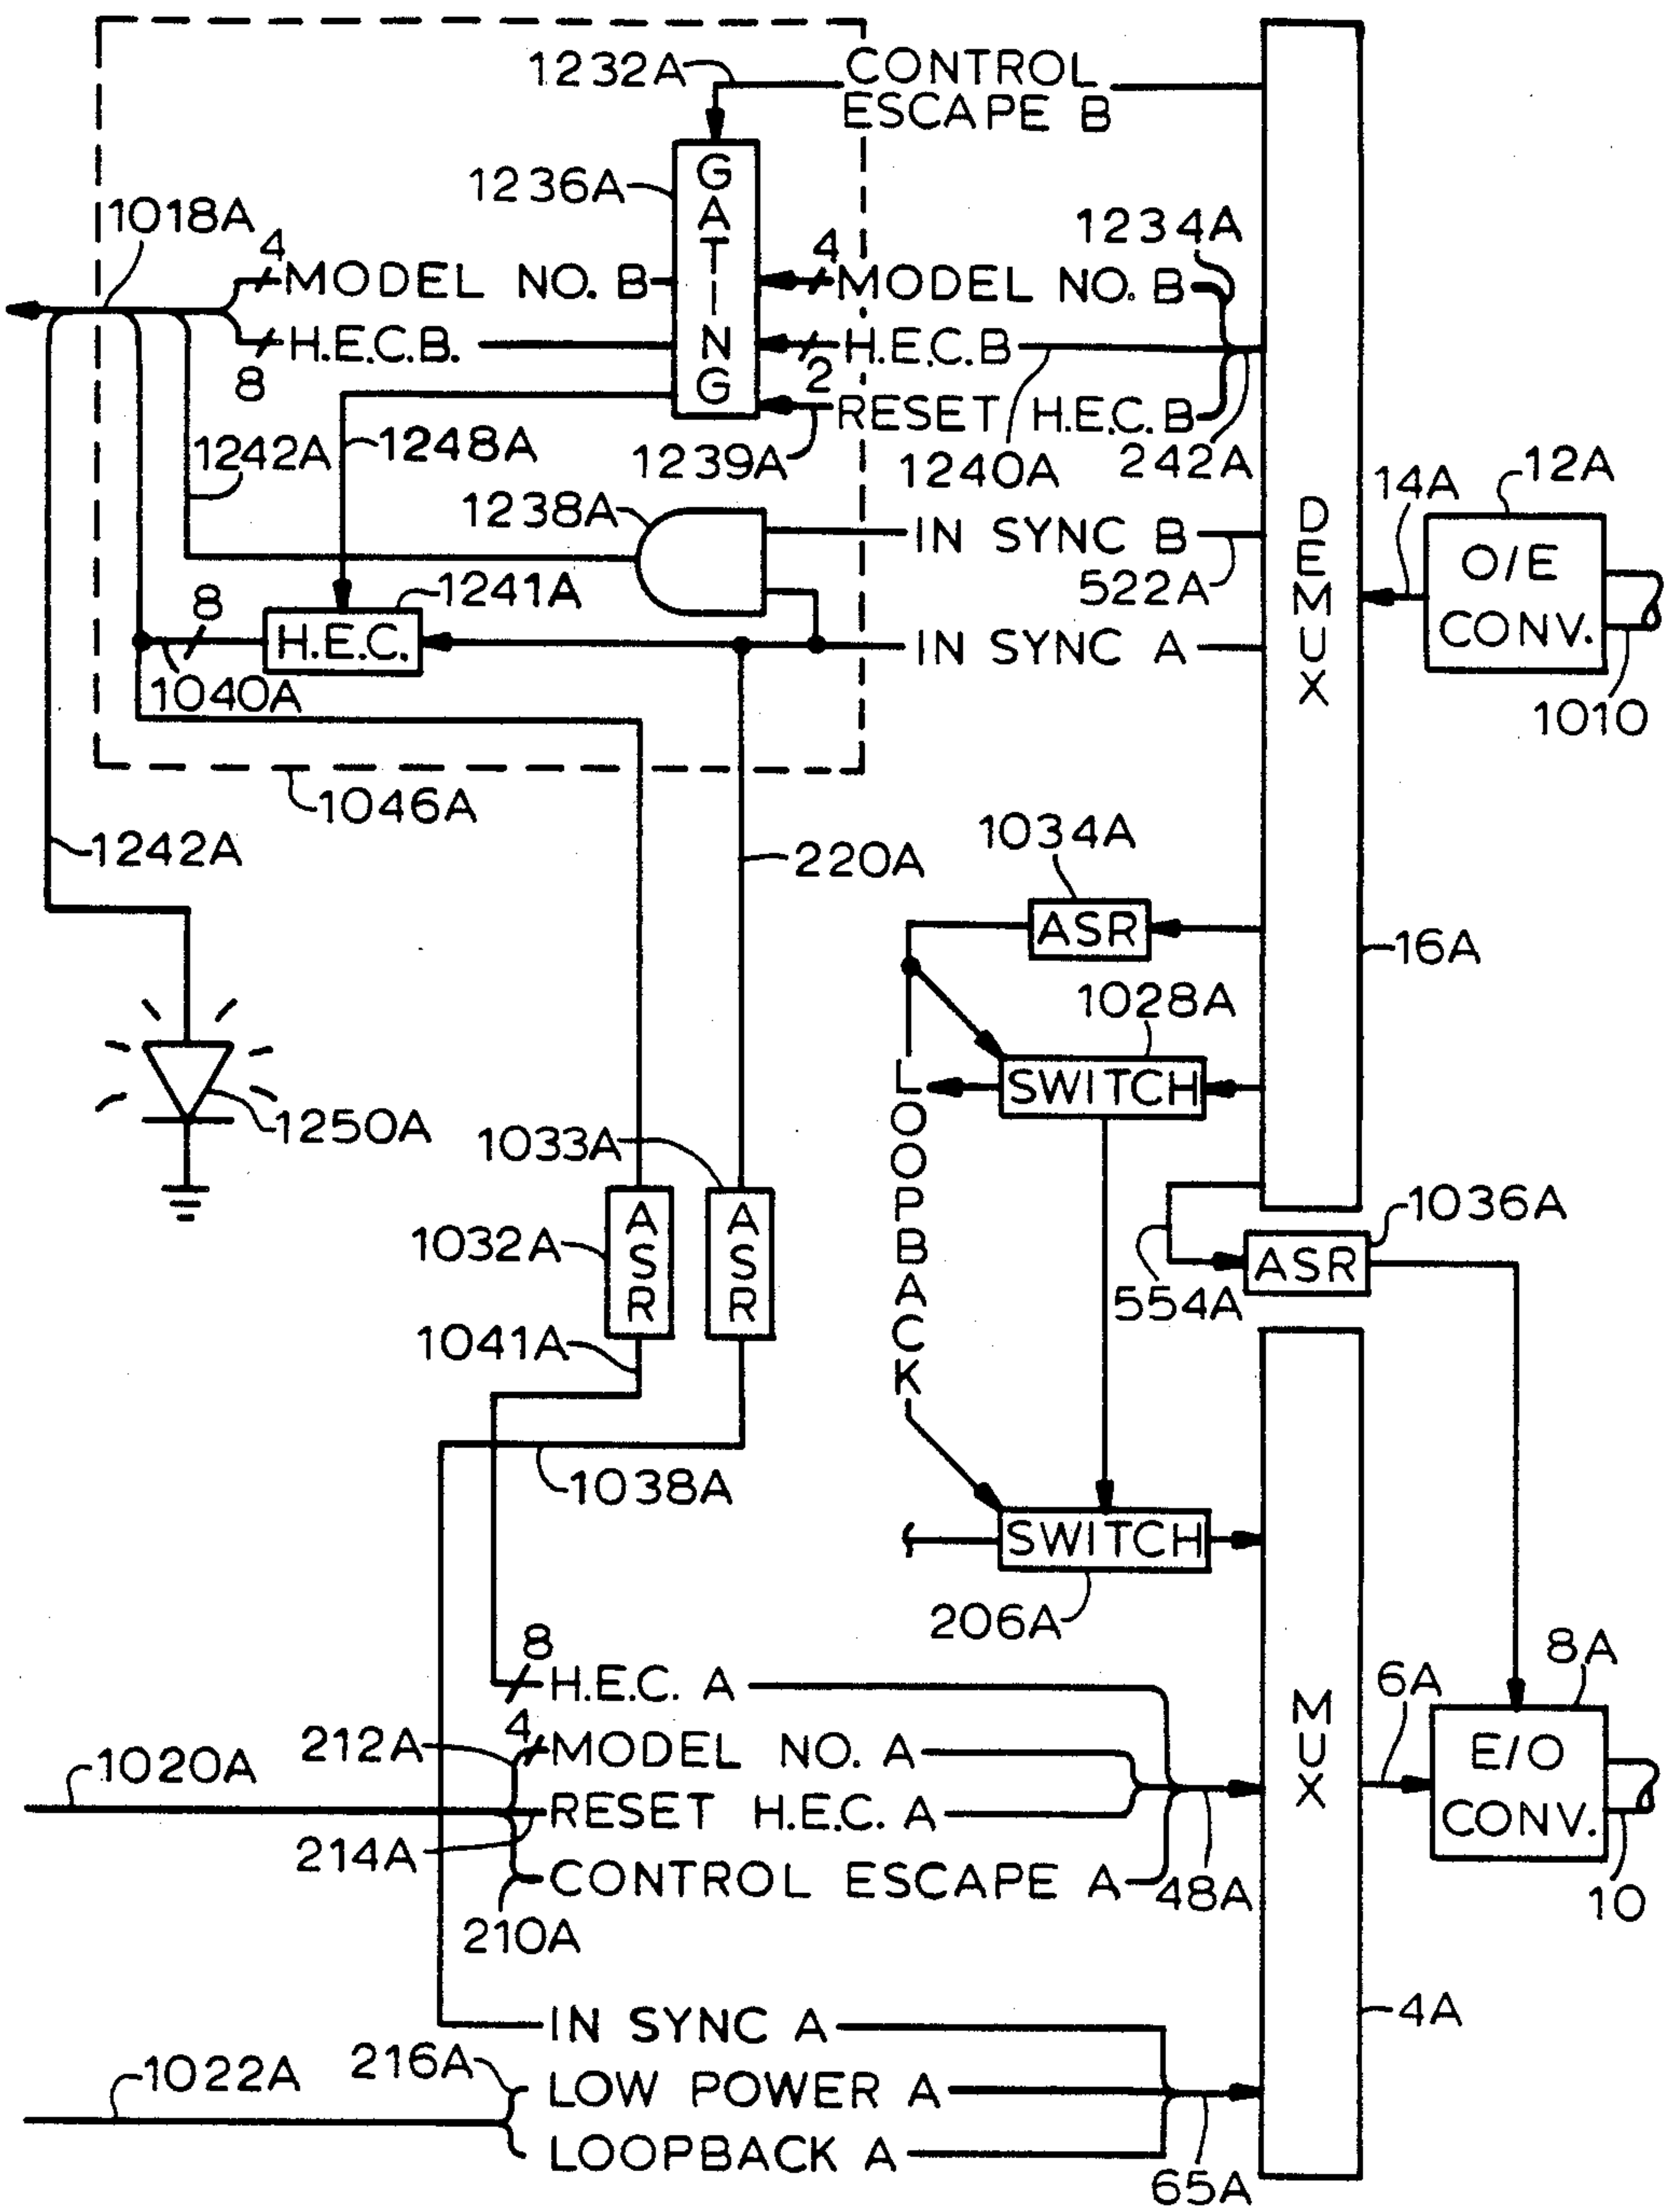 1232A
CONTROL
ESCAPE B
1236A
GATING
1018A
4
MODEL NO. B
4
MODEL NO. B
1234A
8
H.E.C.B.
2
H.E.C.B
RESET H.E.C.B
1242A
1248A
1239A
1240A
242A
1238A
IN SYNC B
522A
14A
12A
O/E
CONV.
1010
DEMUX
8
1241A
H.E.C.
IN SYNC A
1040A
1046A
1242A
220A
1034A
ASR
16A
1028A
SWITCH
LOOPBACK
1250A
1033A
1032A
ASR
ASR
1036A
ASR
554A
1041A
1038A
SWITCH
206A
8
H.E.C. A
8A
6A
E/O
CONV.
10
MUX
212A
4
MODEL NO. A
1020A
RESET H.E.C. A
214A
CONTROL ESCAPE A
48A
210A
IN SYNC A
4A
216A
1022A
LOW POWER A
LOOPBACK A
65A